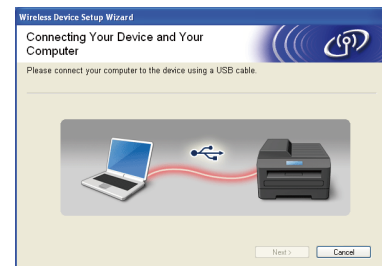 Wireless Device Setup Wizard
Connecting Your Device and Your
Computer
Please connect your computer to the device using a USB cable.
Next >
Cancel